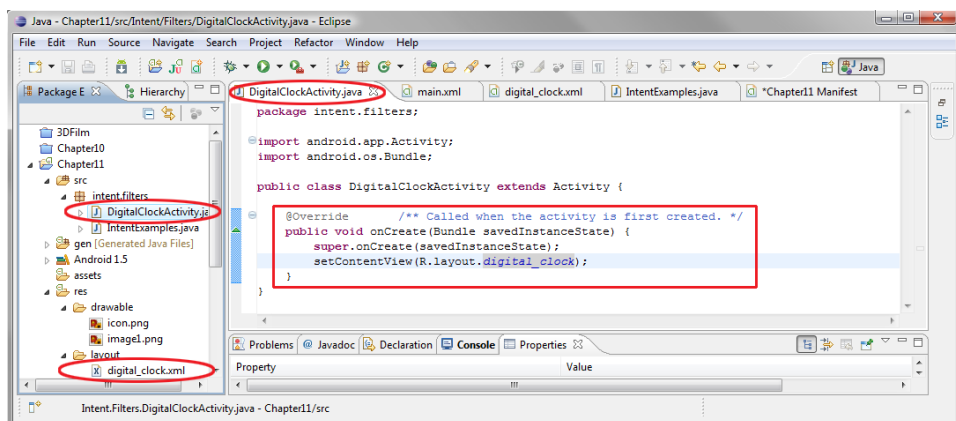 Java - Chapter11/src/Intent/Filters/DigitalClockActivity.java - Eclipse
File Edit Run Source Navigate Search Project Refactor Window Help
Java
Package E
Hierarchy
3DFilm
Chapter10
Chapter11
src
intent.filters
DigitalClockActivity.ja
IntentExamples.java
gen [Generated Java Files]
Android 1.5
assets
res
drawable
icon.png
image1.png
layout
digital_clock.xml
DigitalClockActivity.java
main.xml
digital_clock.xml
IntentExamples.java
*Chapter11 Manifest
package intent.filters;
import android.app.Activity;
import android.os.Bundle;
public class DigitalClockActivity extends Activity {
@Override /** Called when the activity is first created. */
public void onCreate(Bundle savedInstanceState) {
super.onCreate(savedInstanceState);
setContentView(R.layout.digital_clock);
}
}
Problems @ Javadoc Declaration Console Properties
Property Value
Intent.Filters.DigitalClockActivity.java - Chapter11/src